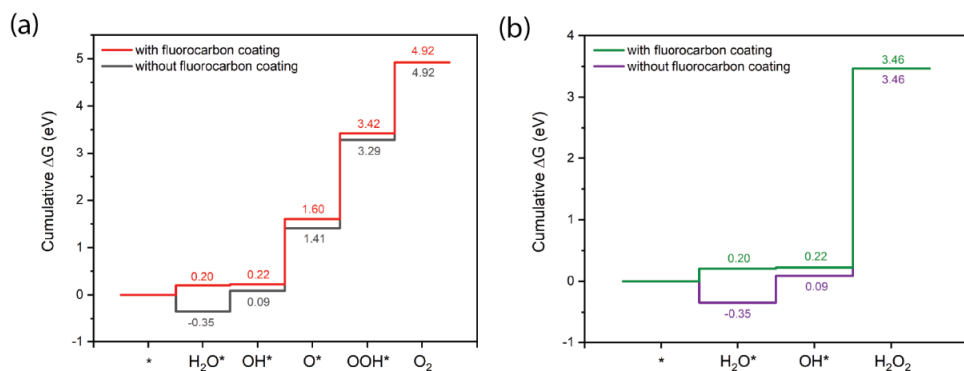 (a)
with fluorocarbon coating
without fluorocarbon coating
Cumulative ΔG (eV)
5
4
3
2
1
0
-1
0.20
-0.35
0.22
0.09
1.60
1.41
3.42
3.29
4.92
4.92
*
H₂O*
OH*
O*
OOH*
O₂
(b)
with fluorocarbon coating
without fluorocarbon coating
Cumulative ΔG (eV)
4
3
2
1
0
-1
0.20
-0.35
0.22
0.09
3.46
3.46
*
H₂O*
OH*
H₂O₂